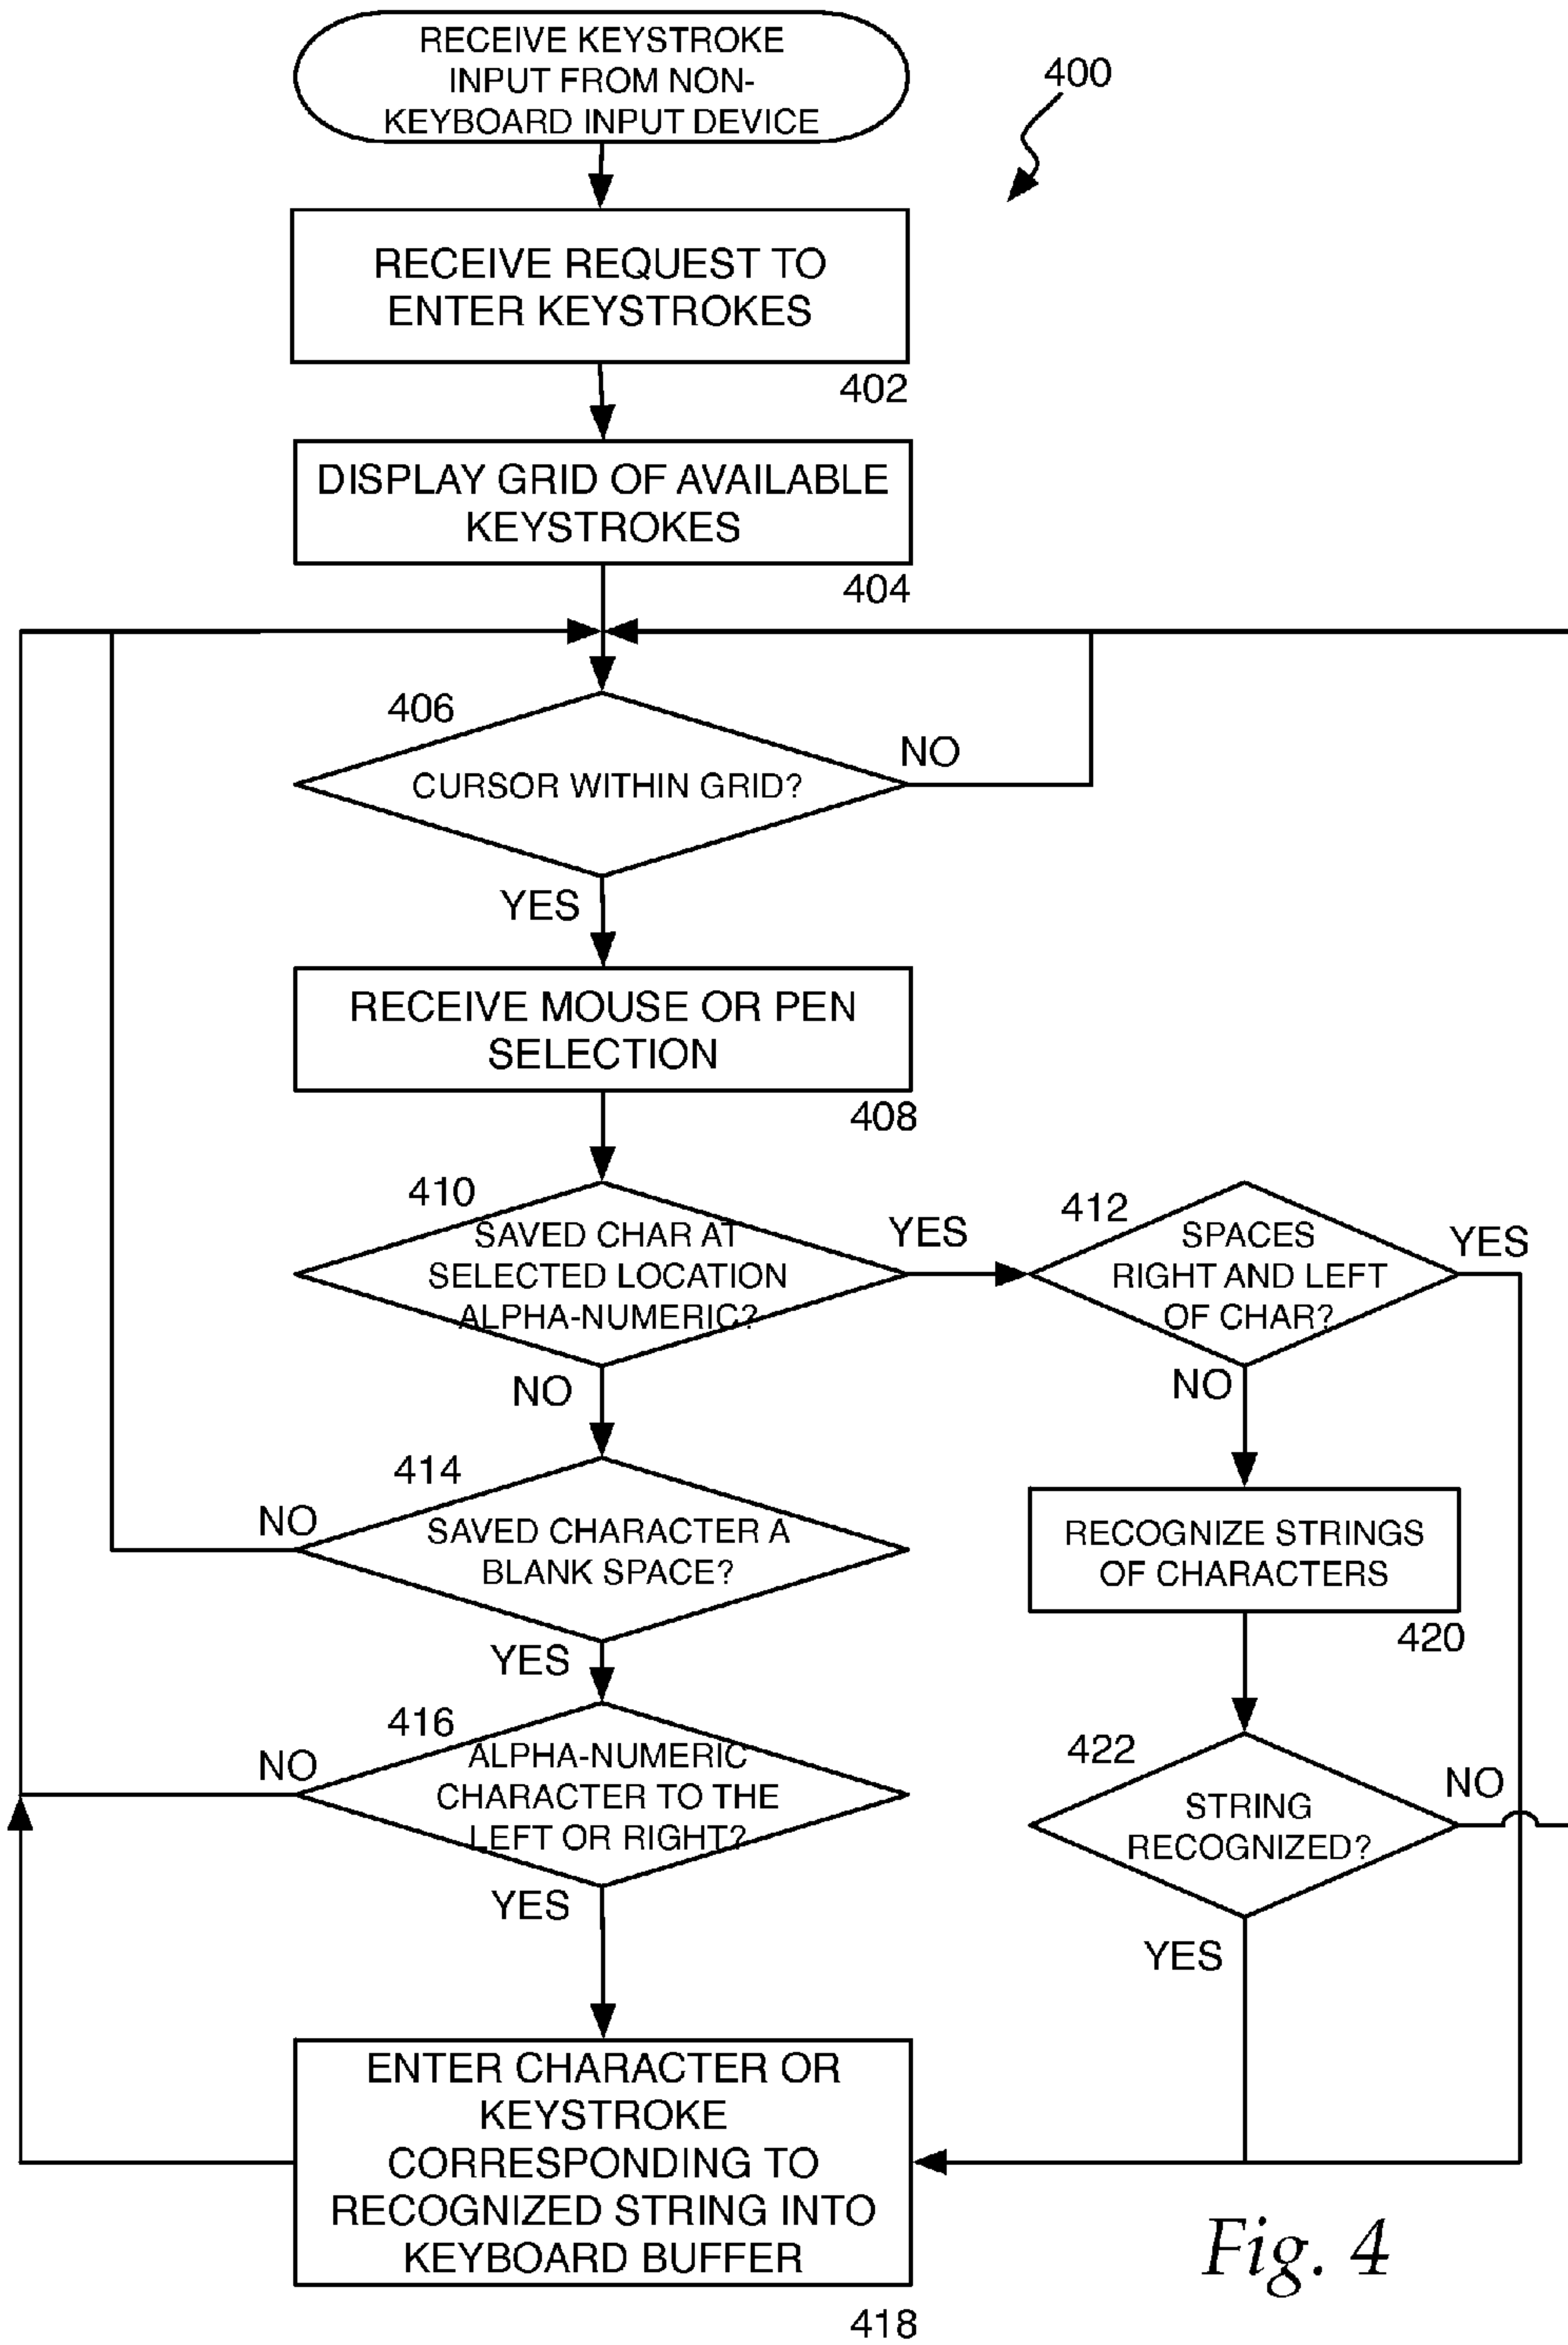 RECEIVE KEYSTROKE
INPUT FROM NON-
KEYBOARD INPUT DEVICE
400
RECEIVE REQUEST TO
ENTER KEYSTROKES
402
DISPLAY GRID OF AVAILABLE
KEYSTROKES
404
406
CURSOR WITHIN GRID?
NO
YES
RECEIVE MOUSE OR PEN
SELECTION
408
410
SAVED CHAR AT
SELECTED LOCATION
ALPHA-NUMERIC?
YES
NO
412
SPACES
RIGHT AND LEFT
OF CHAR?
YES
NO
414
SAVED CHARACTER A
BLANK SPACE?
NO
YES
RECOGNIZE STRINGS
OF CHARACTERS
420
416
ALPHA-NUMERIC
CHARACTER TO THE
LEFT OR RIGHT?
NO
YES
422
STRING
RECOGNIZED?
NO
YES
ENTER CHARACTER OR
KEYSTROKE
CORRESPONDING TO
RECOGNIZED STRING INTO
KEYBOARD BUFFER
418
Fig. 4